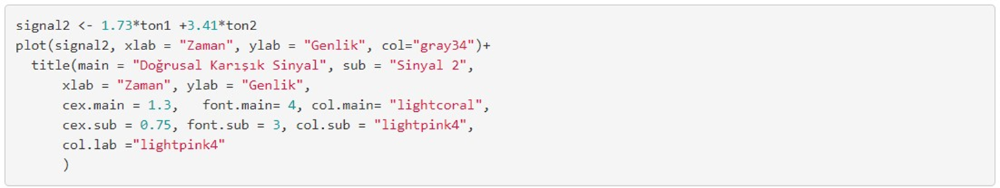 signal2 <- 1.73*ton1 +3.41*ton2
plot(signal2, xlab = "Zaman", ylab = "Genlik", col="gray34")+
  title(main = "Doğrusal Karışık Sinyal", sub = "Sinyal 2",
      xlab = "Zaman", ylab = "Genlik",
      cex.main = 1.3,   font.main= 4, col.main= "lightcoral",
      cex.sub = 0.75, font.sub = 3, col.sub = "lightpink4",
      col.lab ="lightpink4"
      )